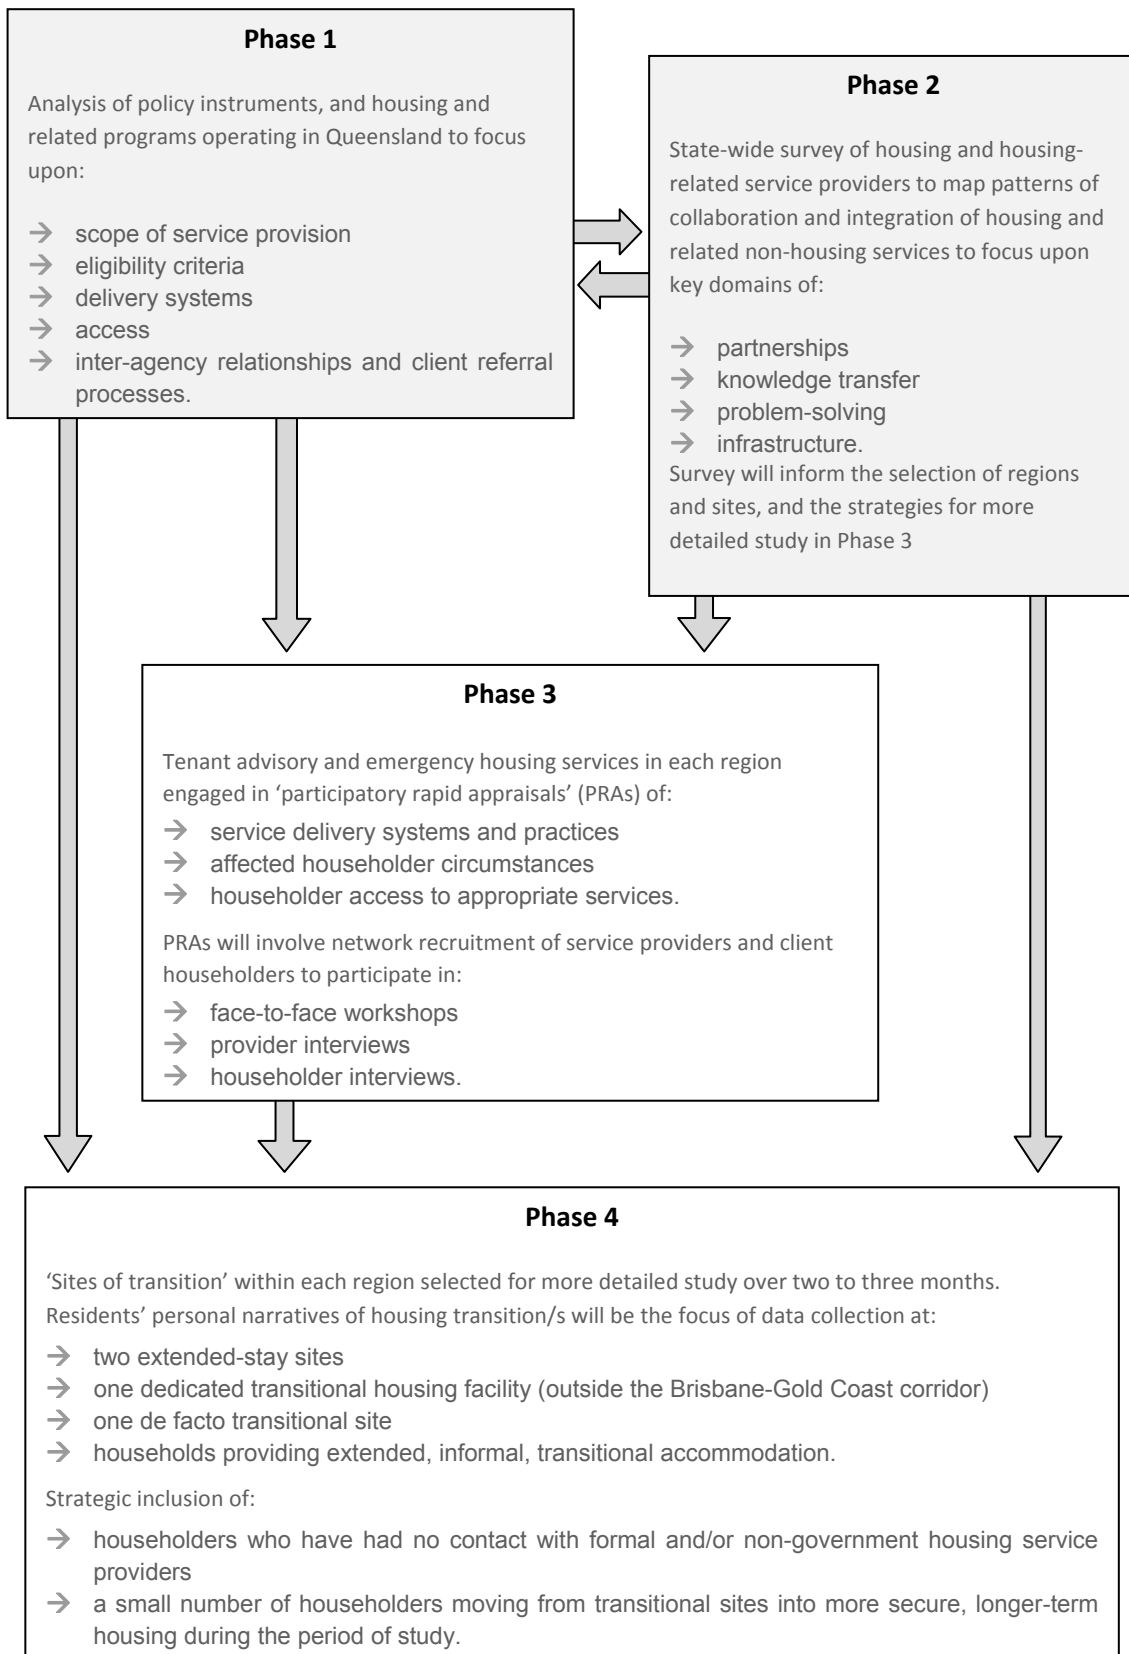 Phase 1
Analysis of policy instruments, and housing and
related programs operating in Queensland to focus
upon:
→ scope of service provision
→ eligibility criteria
→ delivery systems
→ access
→ inter-agency relationships and client referral
processes.
Phase 2
State-wide survey of housing and housing-
related service providers to map patterns of
collaboration and integration of housing and
related non-housing services to focus upon
key domains of:
→ partnerships
→ knowledge transfer
→ problem-solving
→ infrastructure.
Survey will inform the selection of regions
and sites, and the strategies for more
detailed study in Phase 3
Phase 3
Tenant advisory and emergency housing services in each region
engaged in ‘participatory rapid appraisals’ (PRAs) of:
→ service delivery systems and practices
→ affected householder circumstances
→ householder access to appropriate services.
PRAs will involve network recruitment of service providers and client
householders to participate in:
→ face-to-face workshops
→ provider interviews
→ householder interviews.
Phase 4
‘Sites of transition’ within each region selected for more detailed study over two to three months.
Residents’ personal narratives of housing transition/s will be the focus of data collection at:
→ two extended-stay sites
→ one dedicated transitional housing facility (outside the Brisbane-Gold Coast corridor)
→ one de facto transitional site
→ households providing extended, informal, transitional accommodation.
Strategic inclusion of:
→ householders who have had no contact with formal and/or non-government housing service
providers
→ a small number of householders moving from transitional sites into more secure, longer-term
housing during the period of study.